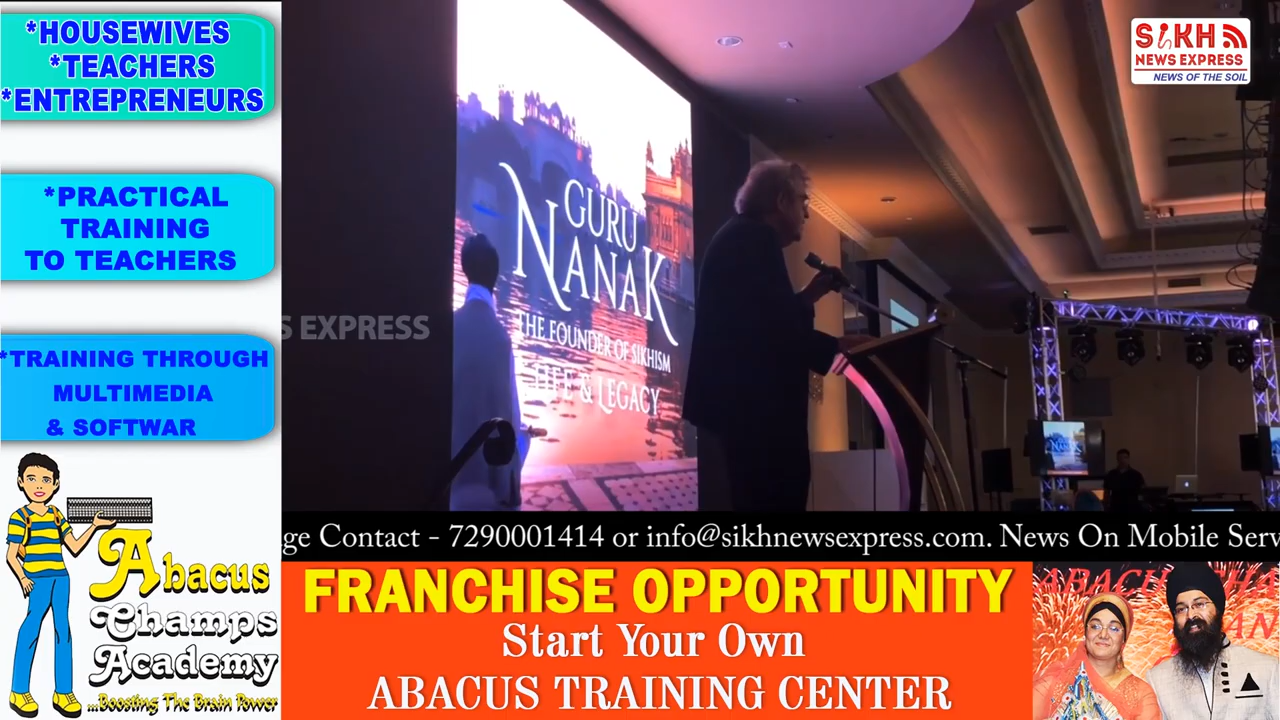 *HOUSEWIVES
*TEACHERS
*ENTREPRENEURS
*PRACTICAL
TRAINING
TO TEACHERS
*TRAINING THROUGH
MULTIMEDIA
& SOFTWAR
Abacus
Champs
Academy
...Boosting The Brain Power
SiKH
NEWS EXPRESS
NEWS OF THE SOIL
S EXPRESS
GURU
NANAK
THE FOUNDER OF SIKHISM
LIFE & LEGACY
ge Contact - 7290001414 or info@sikhnewsexpress.com. News On Mobile Serv
FRANCHISE OPPORTUNITY
Start Your Own
ABACUS TRAINING CENTER